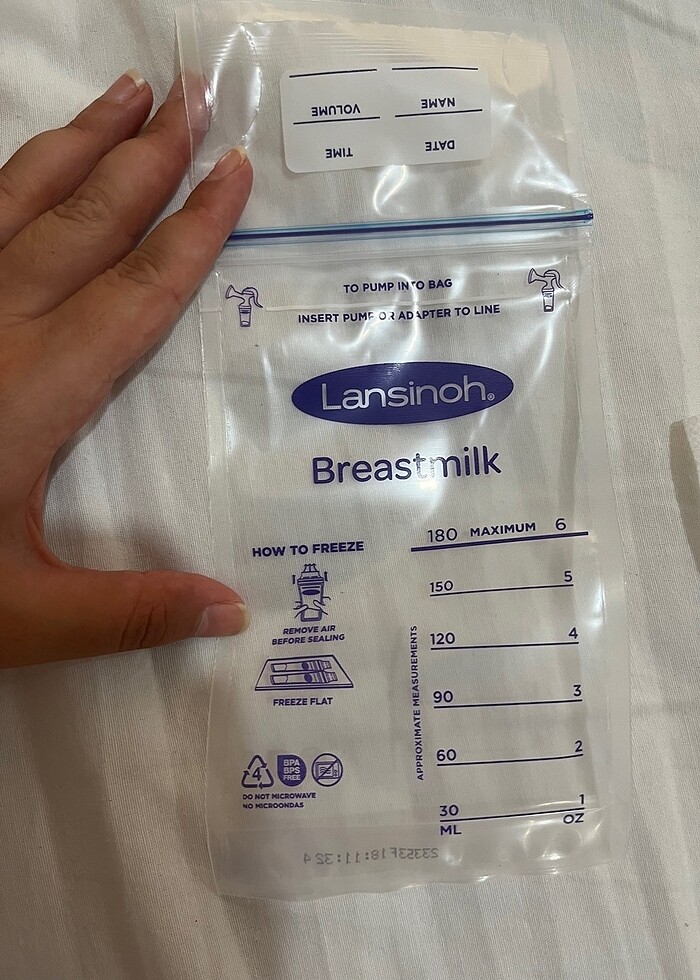 DATE TIME
NAME VOLUME
TO PUMP INTO BAG
INSERT PUMP OR ADAPTER TO LINE
Lansinoh®
Breastmilk
HOW TO FREEZE
REMOVE AIR
BEFORE SEALING
FREEZE FLAT
4
BPA
BPS
FREE
DO NOT MICROWAVE
NO MICROONDAS
APPROXIMATE MEASUREMENTS
180 MAXIMUM 6
150 5
120 4
90 3
60 2
30 1
ML OZ